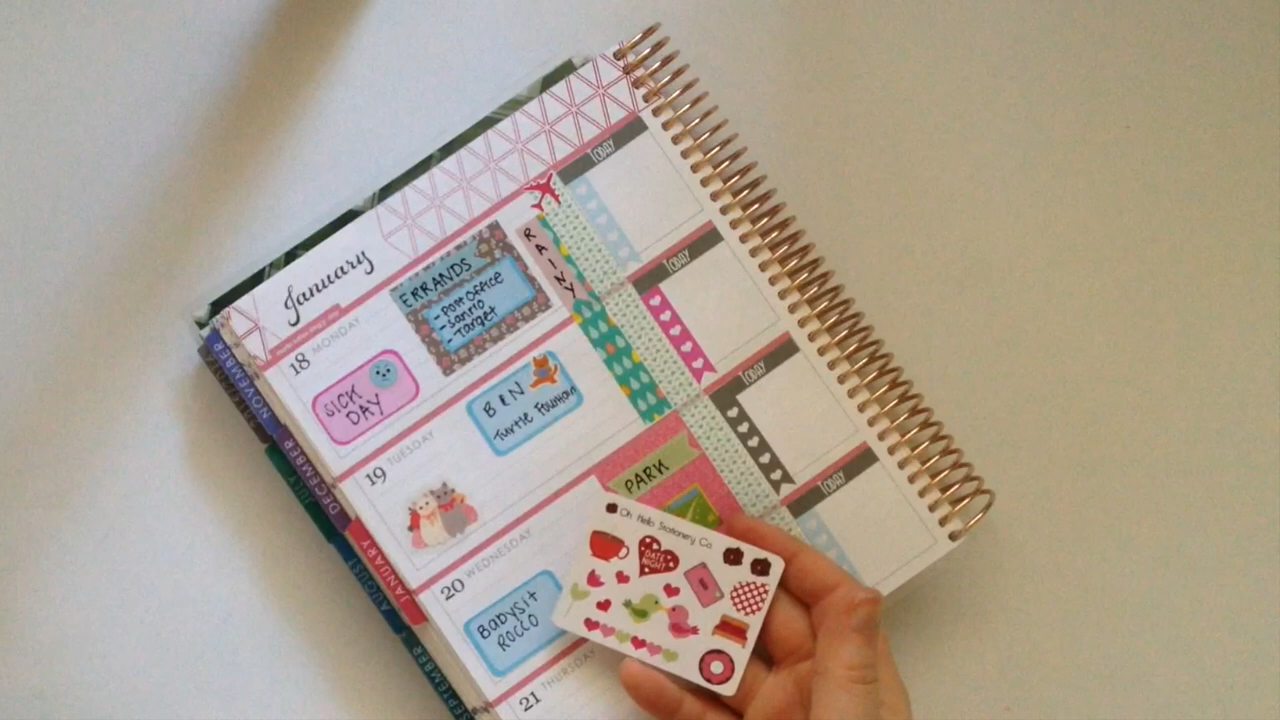 January
18 MONDAY
SICK
DAY
ERRANDS
- Post Office
- Sanrio
- Target
RAINY
19 TUESDAY
B & N
Turtle Fountain
PARK
20 WEDNESDAY
BABYSIT
ROCCO
21 THURSDAY
TODAY
TODAY
TODAY
TODAY
Oh Hello Stationery Co.
DATE
NIGHT
NOVEMBER
DECEMBER
JANUARY
JULY
AUGUST
SEPTEMBER